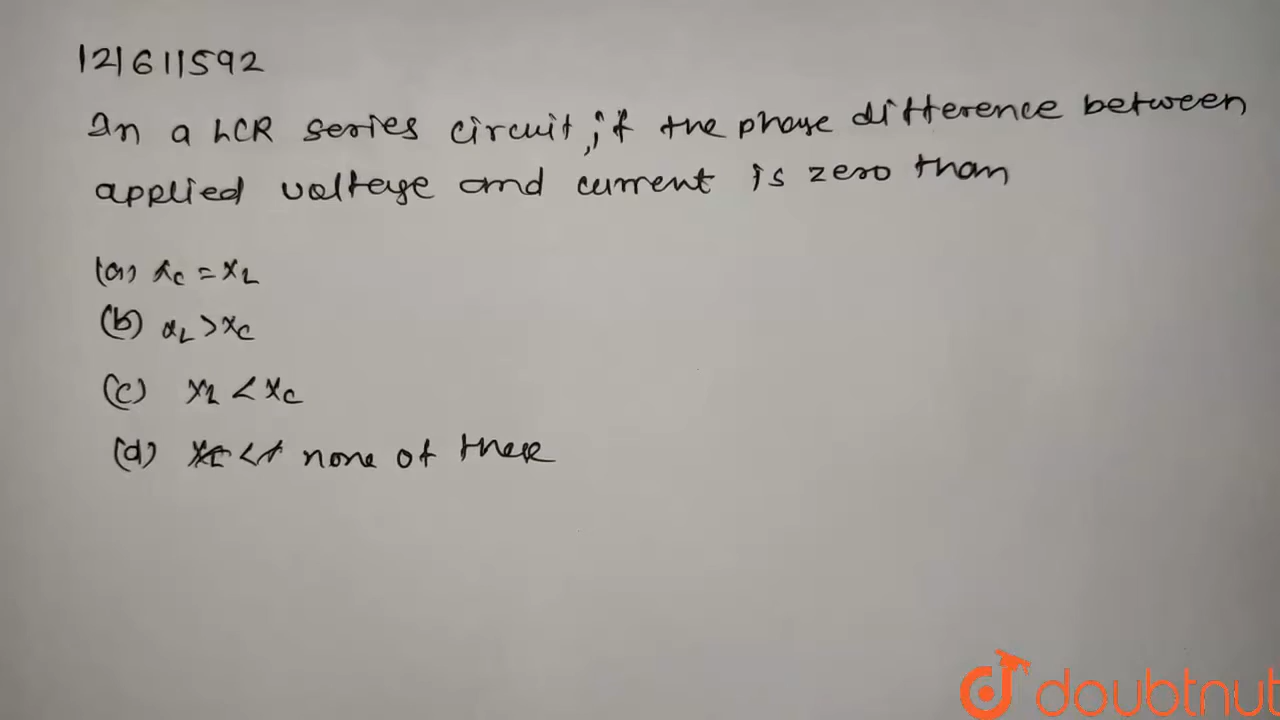 121611592
In a LCR series circuit, if the phase difference between
applied voltage and current is zero than
(a) xc = xL
(b) xL > xc
(c) xL < xc
(d) none of these
doubtnut